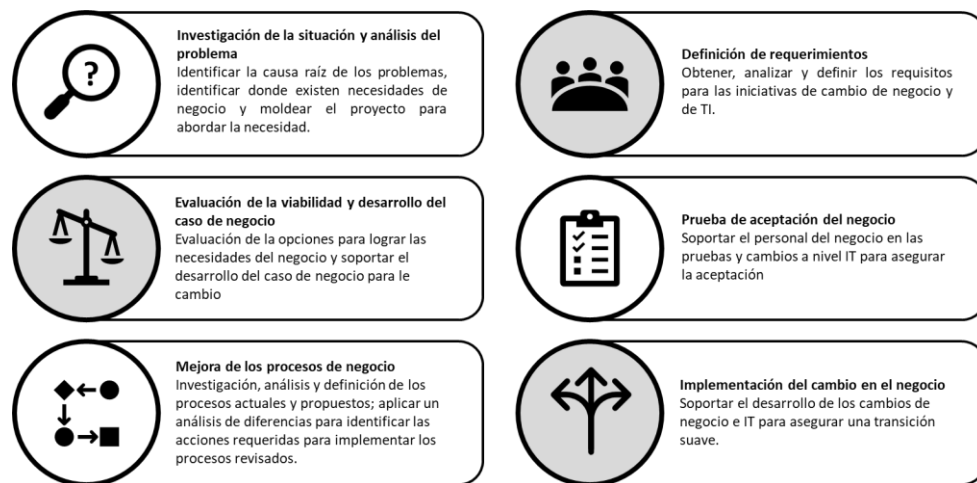 ?
Investigación de la situación y análisis del
problema
Identificar la causa raíz de los problemas,
identificar donde existen necesidades de
negocio y moldear el proyecto para
abordar la necesidad.
Definición de requerimientos
Obtener, analizar y definir los requisitos
para las iniciativas de cambio de negocio y
de TI.
Evaluación de la viabilidad y desarrollo del
caso de negocio
Evaluación de la opciones para lograr las
necesidades del negocio y soportar el
desarrollo del caso de negocio para le
cambio
Prueba de aceptación del negocio
Soportar el personal del negocio en las
pruebas y cambios a nivel IT para asegurar
la aceptación
Mejora de los procesos de negocio
Investigación, análisis y definición de los
procesos actuales y propuestos; aplicar un
análisis de diferencias para identificar las
acciones requeridas para implementar los
procesos revisados.
Implementación del cambio en el negocio
Soportar el desarrollo de los cambios de
negocio e IT para asegurar una transición
suave.